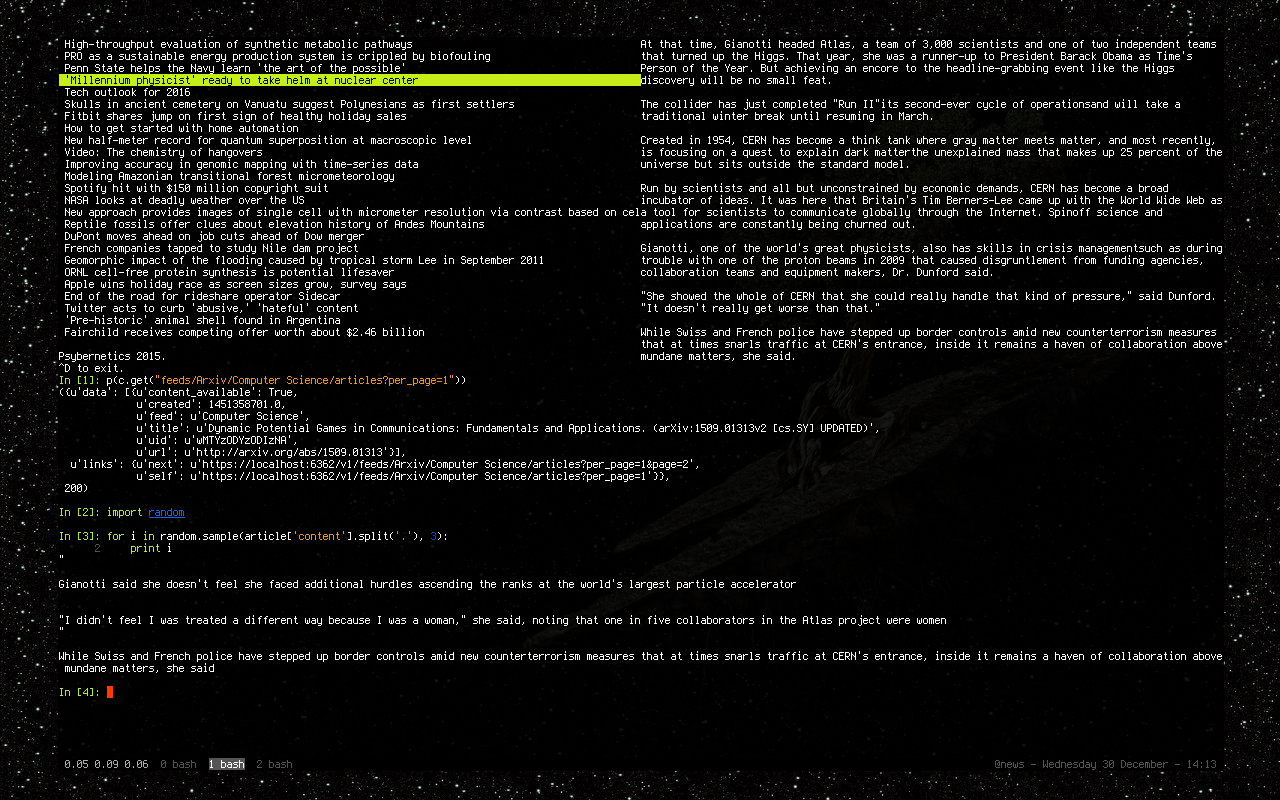 High-throughput evaluation of synthetic metabolic pathways
PRO as a sustainable energy production system is crippled by biofouling
Penn State helps the Navy learn 'the art of the possible'
'Millennium physicist' ready to take helm at nuclear center
Tech outlook for 2016
Skulls in ancient cemetery on Vanuatu suggest Polynesians as first settlers
Fitbit shares jump on first sign of healthy holiday sales
How to get started with home automation
New half-meter record for quantum superposition at macroscopic level
Video: The chemistry of hangovers
Improving accuracy in genomic mapping with time-series data
Modeling Amazonian transitional forest micrometeorology
Spotify hit with $150 million copyright suit
NASA looks at deadly weather over the US
New approach provides images of single cell with micrometer resolution via contrast based on cel
Reptile fossils offer clues about elevation history of Andes Mountains
DuPont moves ahead on job cuts ahead of Dow merger
French companies tapped to study Nile dam project
Geomorphic impact of the flooding caused by tropical storm Lee in September 2011
ORNL cell-free protein synthesis is potential lifesaver
Apple wins holiday race as screen sizes grow, survey says
End of the road for rideshare operator Sidecar
Twitter acts to curb 'abusive,' 'hateful' content
'Pre-historic' animal shell found in Argentina
Fairchild receives competing offer worth about $2.46 billion
At that time, Gianotti headed Atlas, a team of 3,000 scientists and one of two independent teams
that turned up the Higgs. That year, she was a runner-up to President Barack Obama as Time's
Person of the Year. But achieving an encore to the headline-grabbing event like the Higgs
discovery will be no small feat.
The collider has just completed "Run II"its second-ever cycle of operationsand will take a
traditional winter break until resuming in March.
Created in 1954, CERN has become a think tank where gray matter meets matter, and most recently,
is focusing on a quest to explain dark matterthe unexplained mass that makes up 25 percent of the
universe but sits outside the standard model.
Run by scientists and all but unconstrained by economic demands, CERN has become a broad
incubator of ideas. It was here that Britain's Tim Berners-Lee came up with the World Wide Web as
a tool for scientists to communicate globally through the Internet. Spinoff science and
applications are constantly being churned out.
Gianotti, one of the world's great physicists, also has skills in crisis managementsuch as during
trouble with one of the proton beams in 2009 that caused disgruntlement from funding agencies,
collaboration teams and equipment makers, Dr. Dunford said.
"She showed the whole of CERN that she could really handle that kind of pressure," said Dunford.
"It doesn't really get worse than that."
While Swiss and French police have stepped up border controls amid new counterterrorism measures
that at times snarls traffic at CERN's entrance, inside it remains a haven of collaboration above
mundane matters, she said.
Psybernetics 2015.
^D to exit.
In [1]: p(c.get("feeds/Arxiv/Computer Science/articles?per_page=1"))
({u'data': [{u'content_available': True,
u'created': 1451358701.0,
u'feed': u'Computer Science',
u'title': u'Dynamic Potential Games in Communications: Fundamentals and Applications. (arXiv:1509.01313v2 [cs.SY] UPDATED)',
u'uid': u'wMTYzODYzODIzNA',
u'url': u'http://arxiv.org/abs/1509.01313'}],
u'links': {u'next': u'https://localhost:6362/v1/feeds/Arxiv/Computer Science/articles?per_page=1&page=2',
u'self': u'https://localhost:6362/v1/feeds/Arxiv/Computer Science/articles?per_page=1'}},
200)
In [2]: import random
In [3]: for i in random.sample(article['content'].split('.'), 3):
2 print i
"
Gianotti said she doesn't feel she faced additional hurdles ascending the ranks at the world's largest particle accelerator
"I didn't feel I was treated a different way because I was a woman," she said, noting that one in five collaborators in the Atlas project were women
"
While Swiss and French police have stepped up border controls amid new counterterrorism measures that at times snarls traffic at CERN's entrance, inside it remains a haven of collaboration above
mundane matters, she said
In [4]:
0.05 0.09 0.06 0 bash 1 bash 2 bash
@news - Wednesday 30 December - 14:13